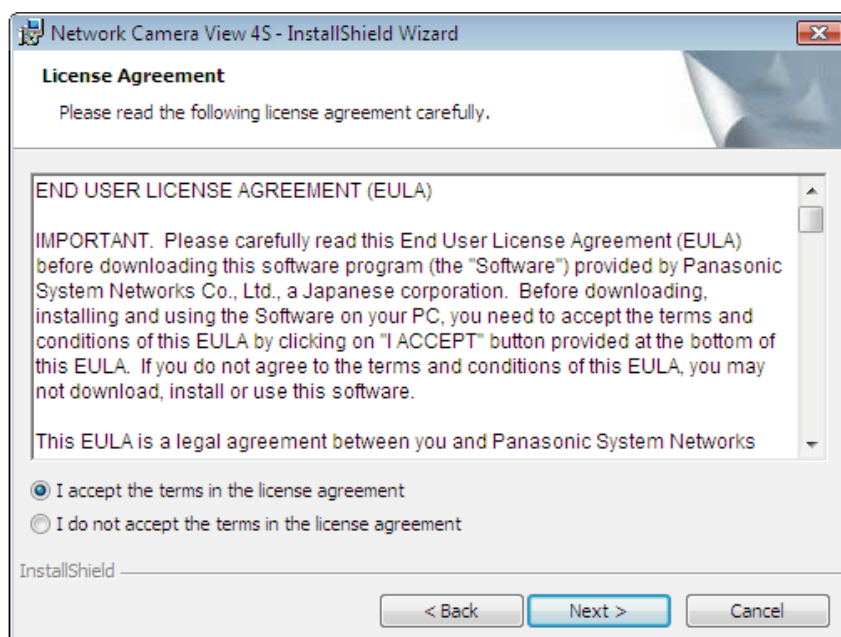 Network Camera View 4S - InstallShield Wizard
License Agreement
Please read the following license agreement carefully.
END USER LICENSE AGREEMENT (EULA)
IMPORTANT.  Please carefully read this End User License Agreement (EULA)
before downloading this software program (the "Software") provided by Panasonic
System Networks Co., Ltd., a Japanese corporation.  Before downloading,
installing and using the Software on your PC, you need to accept the terms and
conditions of this EULA by clicking on "I ACCEPT" button provided at the bottom of
this EULA.  If you do not agree to the terms and conditions of this EULA, you may
not download, install or use this software.
This EULA is a legal agreement between you and Panasonic System Networks
I accept the terms in the license agreement
I do not accept the terms in the license agreement
InstallShield
< Back Next > Cancel